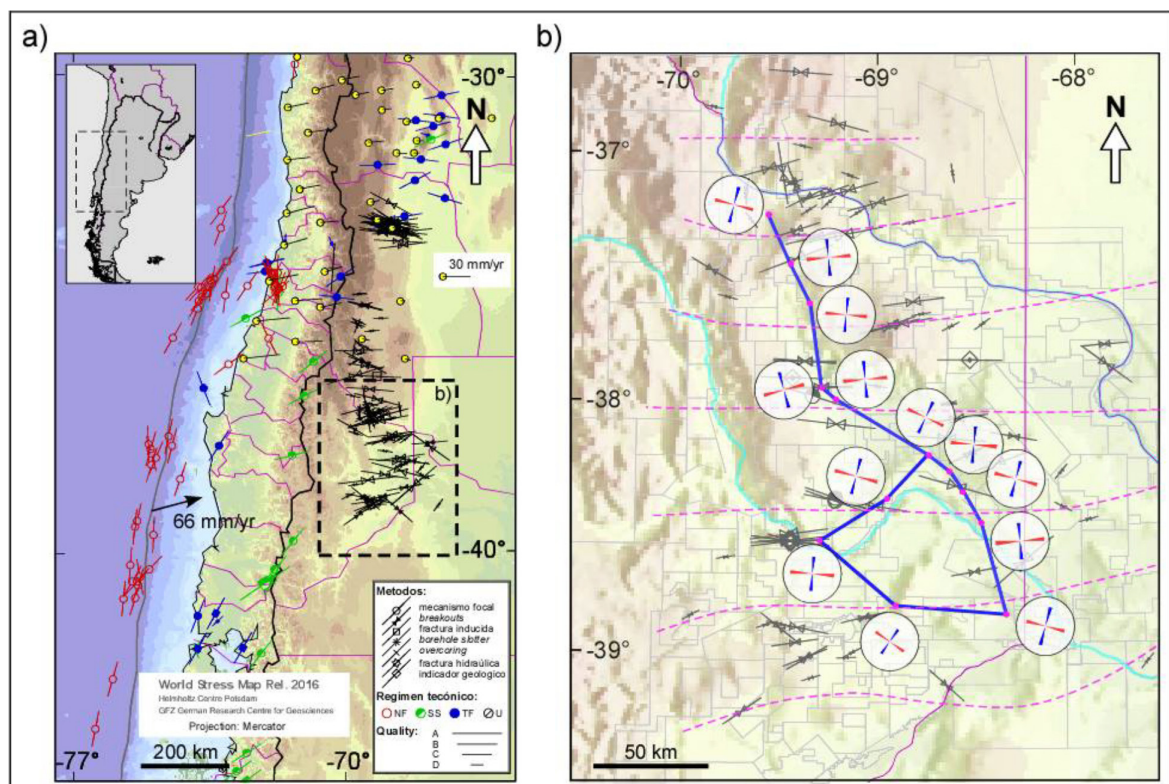 a)
-30°
N
30 mm/yr
b)
66 mm/yr
-40°
Metodos:
mecanismo focal
breakouts
fractura inducida
borehole slotter
overcoring
fractura hidraúlica
indicador geologico
Regimen tecónico:
NF SS TF U
Quality:
A
B
C
D
World Stress Map Rel. 2016
Helmholtz Centre Potsdam
GFZ German Research Centre for Geosciences
Projection: Mercator
-77°
200 km
-70°
b)
-70
-69°
-68°
N
-37°
-38°
-39°
50 km